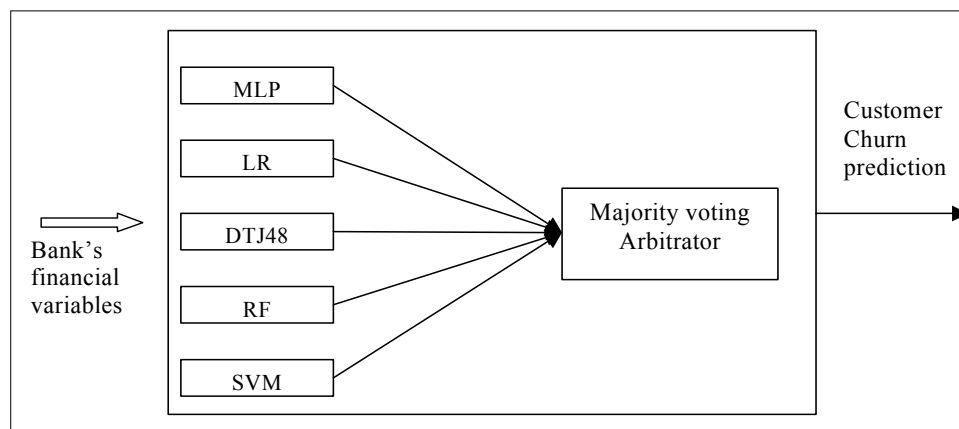 Bank’s
financial
variables
MLP
LR
DTJ48
RF
SVM
Majority voting
Arbitrator
Customer
Churn
prediction